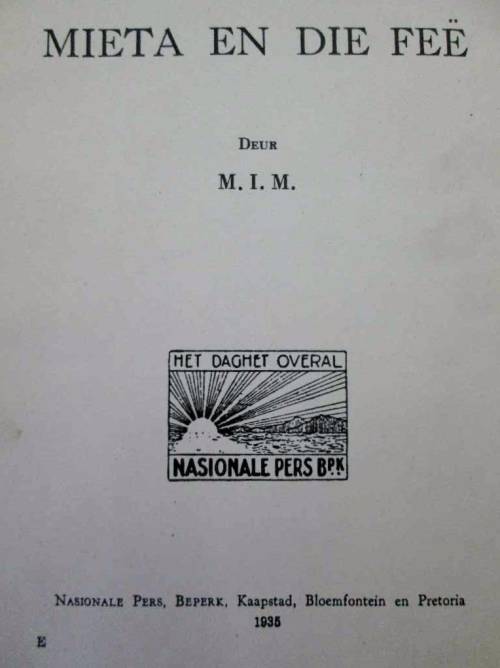 MIETA EN DIE FEË
DEUR
M. I. M.
HET DAGHET OVERAL
NASIONALE PERS BPK
NASIONALE PERS, BEPERK, Kaapstad, Bloemfontein en Pretoria
1935
E